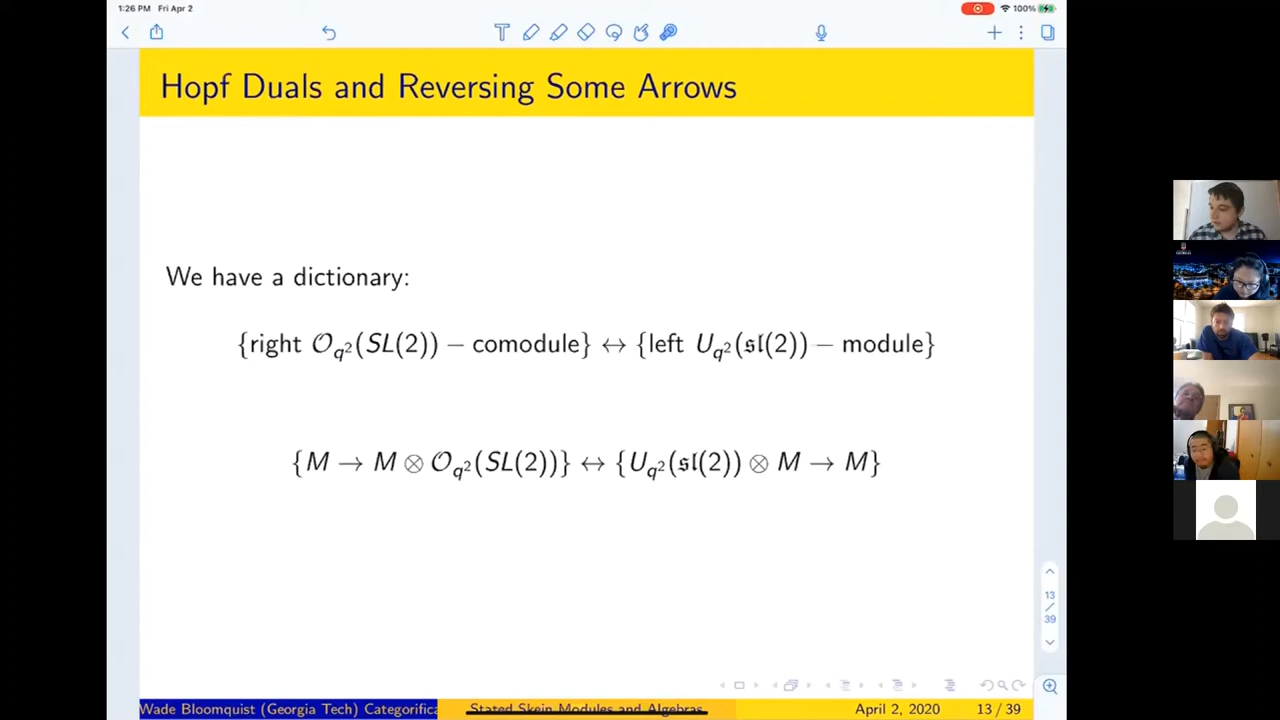 1:26 PM Fri Apr 2
100%
Hopf Duals and Reversing Some Arrows
We have a dictionary:
{right 𝒪_{q²}(SL(2)) − comodule} ↔ {left U_{q²}(𝔰𝔩(2)) − module}
{M → M ⊗ 𝒪_{q²}(SL(2))} ↔ {U_{q²}(𝔰𝔩(2)) ⊗ M → M}
13
/
39
Wade Bloomquist (Georgia Tech) Categorifica
Stated Skein Modules and Algebras
April 2, 2020
13 / 39